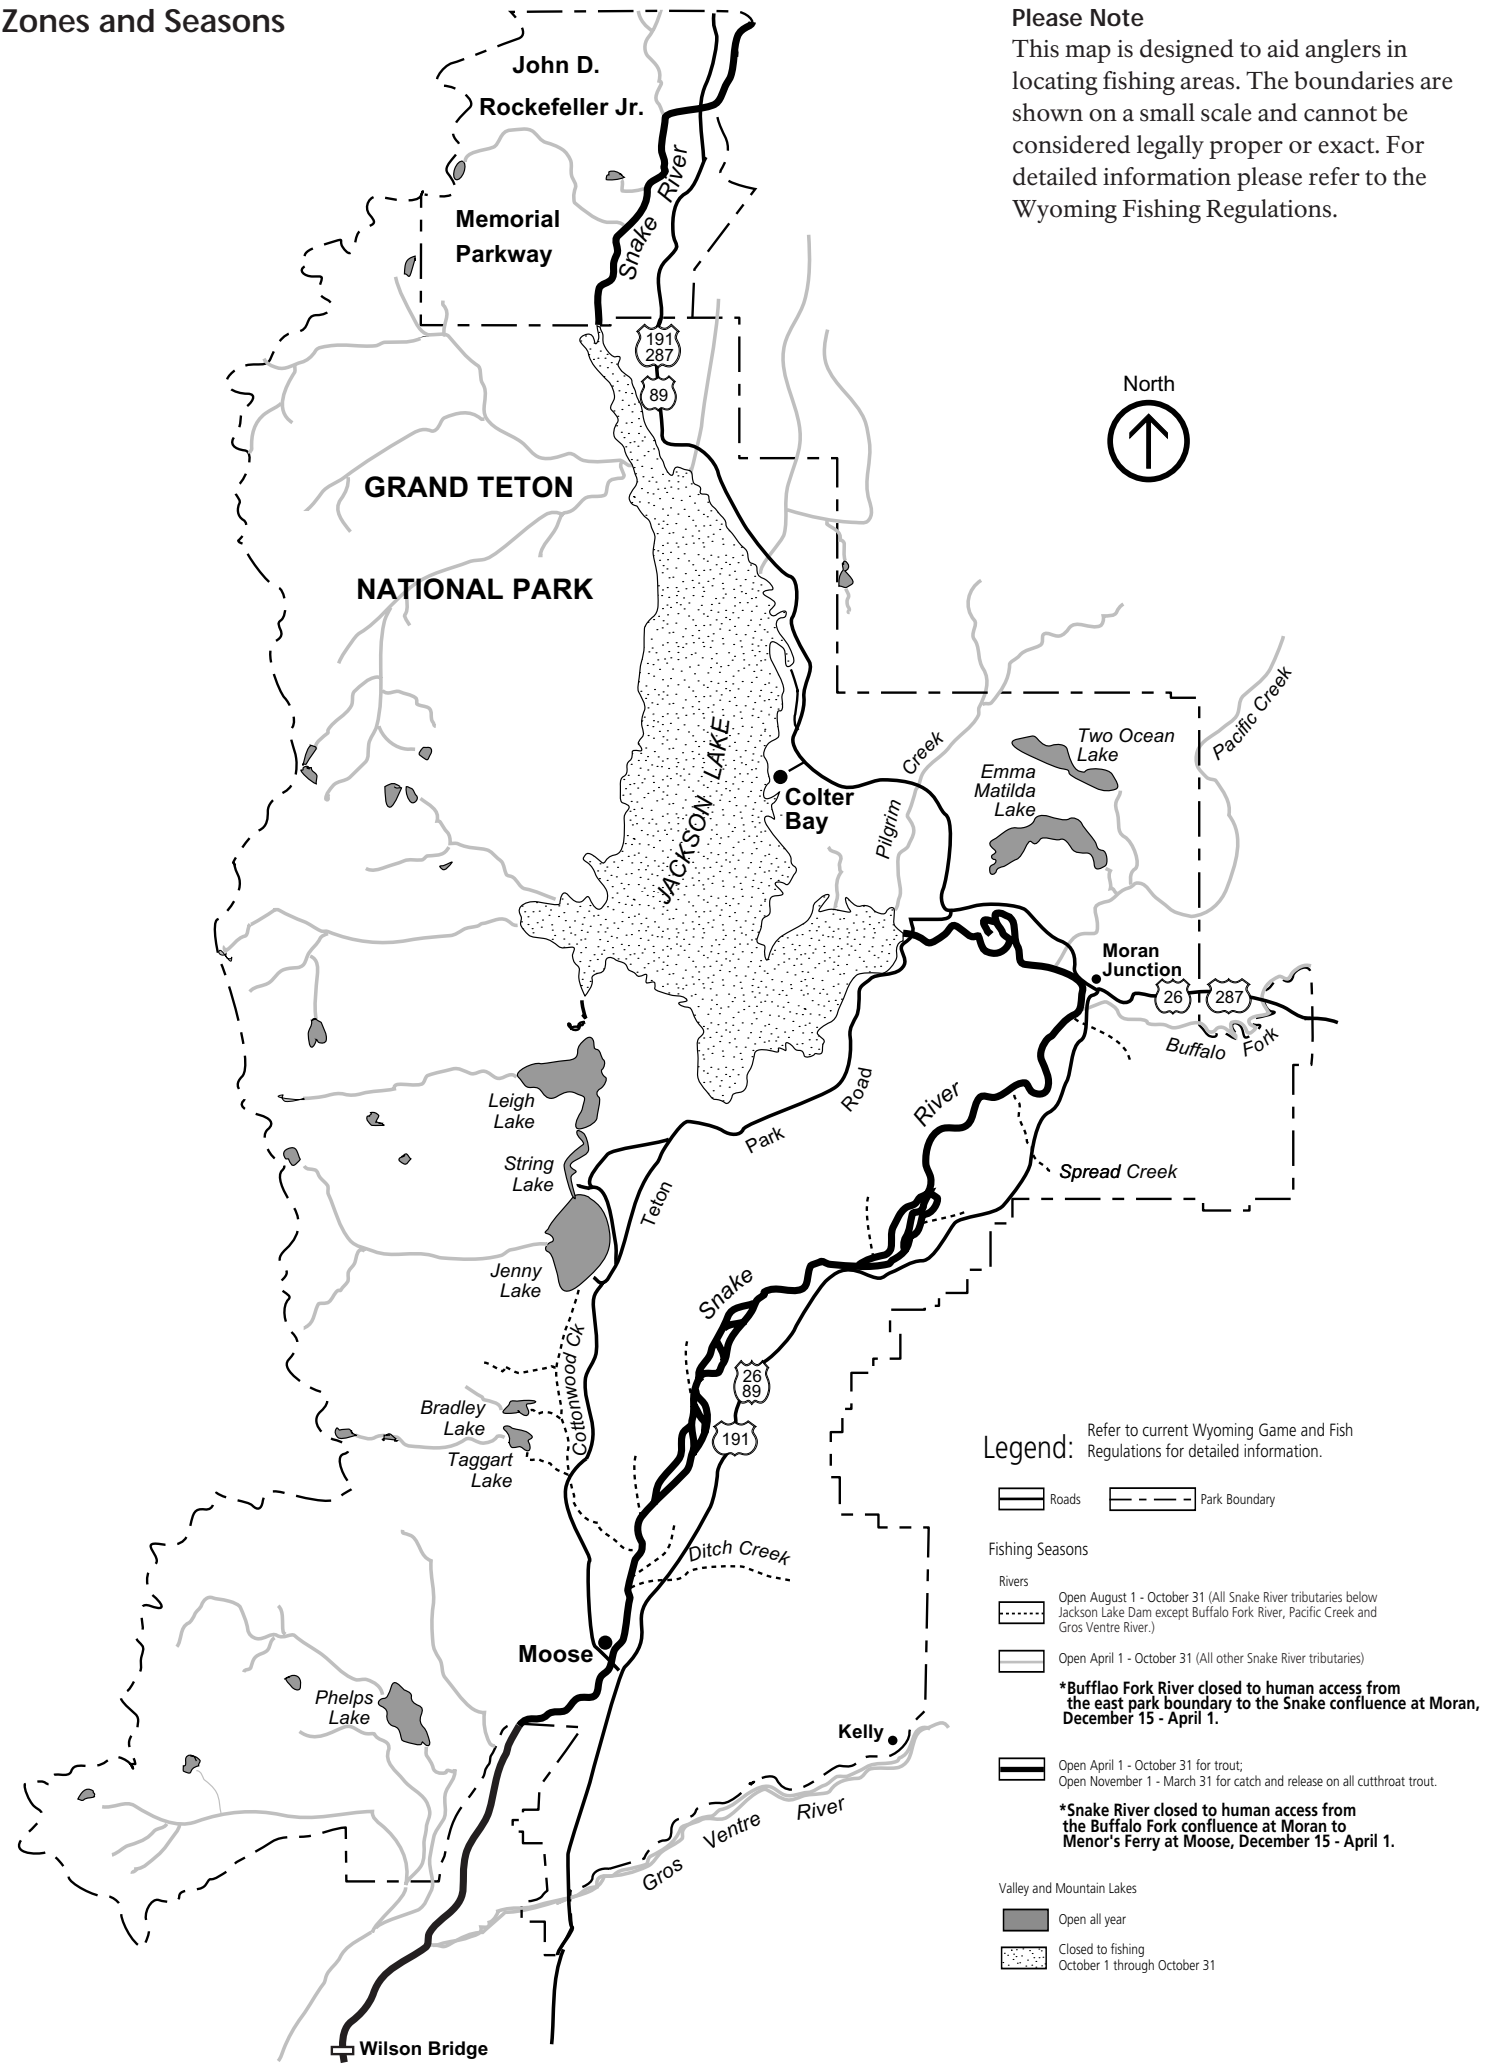 Zones and Seasons
Please Note
This map is designed to aid anglers in
locating fishing areas. The boundaries are
shown on a small scale and cannot be
considered legally proper or exact. For
detailed information please refer to the
Wyoming Fishing Regulations.
John D.
Rockefeller Jr.
Memorial
Parkway
Snake River
191
287
89
North
GRAND TETON
NATIONAL PARK
JACKSON LAKE
Colter
Bay
Pilgrim Creek
Two Ocean
Lake
Emma
Matilda
Lake
Pacific Creek
Moran
Junction
26
287
Buffalo Fork
Leigh
Lake
String
Lake
Jenny
Lake
Teton Park Road
Snake River
Spread Creek
Cottonwood Ck
Bradley
Lake
Taggart
Lake
26
89
191
Ditch Creek
Moose
Phelps
Lake
Kelly
Gros Ventre River
Wilson Bridge
Legend:
Refer to current Wyoming Game and Fish
Regulations for detailed information.
Roads
Park Boundary
Fishing Seasons
Rivers
Open August 1 - October 31 (All Snake River tributaries below
Jackson Lake Dam except Buffalo Fork River, Pacific Creek and
Gros Ventre River.)
Open April 1 - October 31 (All other Snake River tributaries)
*Bufflao Fork River closed to human access from
the east park boundary to the Snake confluence at Moran,
December 15 - April 1.
Open April 1 - October 31 for trout;
Open November 1 - March 31 for catch and release on all cutthroat trout.
*Snake River closed to human access from
the Buffalo Fork confluence at Moran to
Menor's Ferry at Moose, December 15 - April 1.
Valley and Mountain Lakes
Open all year
Closed to fishing
October 1 through October 31